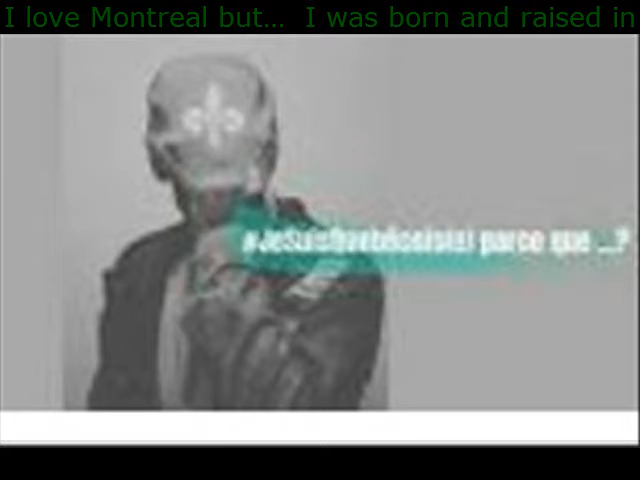 I love Montreal but... I was born and raised in
parce que ...?